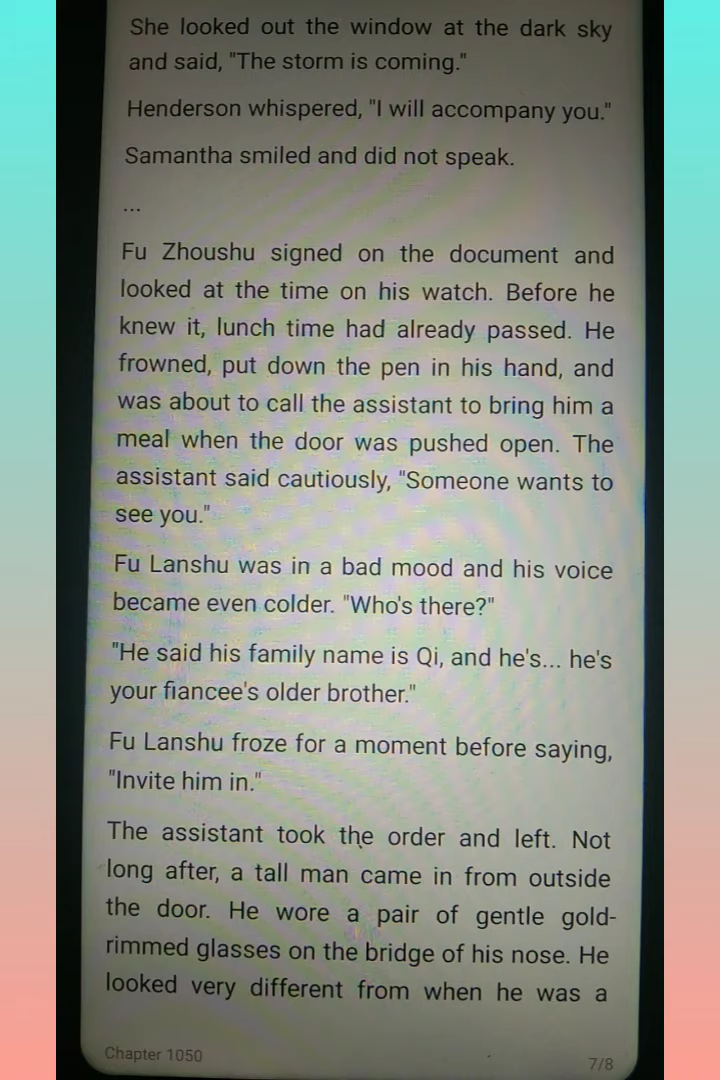 She looked out the window at the dark sky
and said, "The storm is coming."
Henderson whispered, "I will accompany you."
Samantha smiled and did not speak.
...
Fu Zhoushu signed on the document and
looked at the time on his watch. Before he
knew it, lunch time had already passed. He
frowned, put down the pen in his hand, and
was about to call the assistant to bring him a
meal when the door was pushed open. The
assistant said cautiously, "Someone wants to
see you."
Fu Lanshu was in a bad mood and his voice
became even colder. "Who's there?"
"He said his family name is Qi, and he's... he's
your fiancee's older brother."
Fu Lanshu froze for a moment before saying,
"Invite him in."
The assistant took the order and left. Not
long after, a tall man came in from outside
the door. He wore a pair of gentle gold-
rimmed glasses on the bridge of his nose. He
looked very different from when he was a
Chapter 1050
7/8